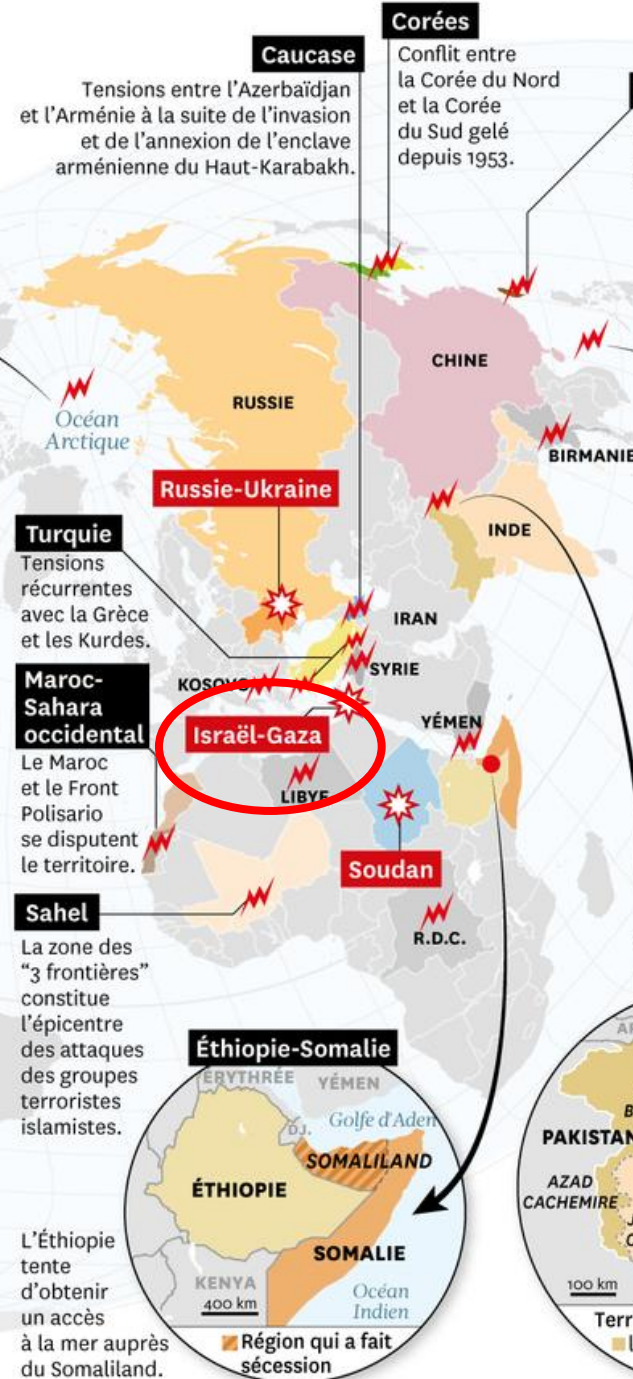 Corées
Conflit entre
la Corée du Nord
et la Corée
du Sud gelé
depuis 1953.
Caucase
Tensions entre l'Azerbaïdjan
et l'Arménie à la suite de l'invasion
et de l'annexion de l'enclave
arménienne du Haut-Karabakh.
CHINE
RUSSIE
Océan
Arctique
BIRMANIE
Russie-Ukraine
INDE
Turquie
Tensions
récurrentes
avec la Grèce
et les Kurdes.
IRAN
SYRIE
KOSOVO
Maroc-
Sahara
occidental
Le Maroc
et le Front
Polisario
se disputent
le territoire.
Israël-Gaza
YÉMEN
LIBYE
Soudan
R.D.C.
Sahel
La zone des
“3 frontières”
constitue
l'épicentre
des attaques
des groupes
terroristes
islamistes.
Éthiopie-Somalie
ÉRYTHRÉE
YÉMEN
DJ.
Golfe d'Aden
SOMALILAND
ÉTHIOPIE
SOMALIE
KENYA
400 km
Océan
Indien
Région qui a fait
sécession
L'Éthiopie
tente
d'obtenir
un accès
à la mer auprès
du Somaliland.
PAKISTAN
AZAD
CACHEMIRE
100 km
Terr